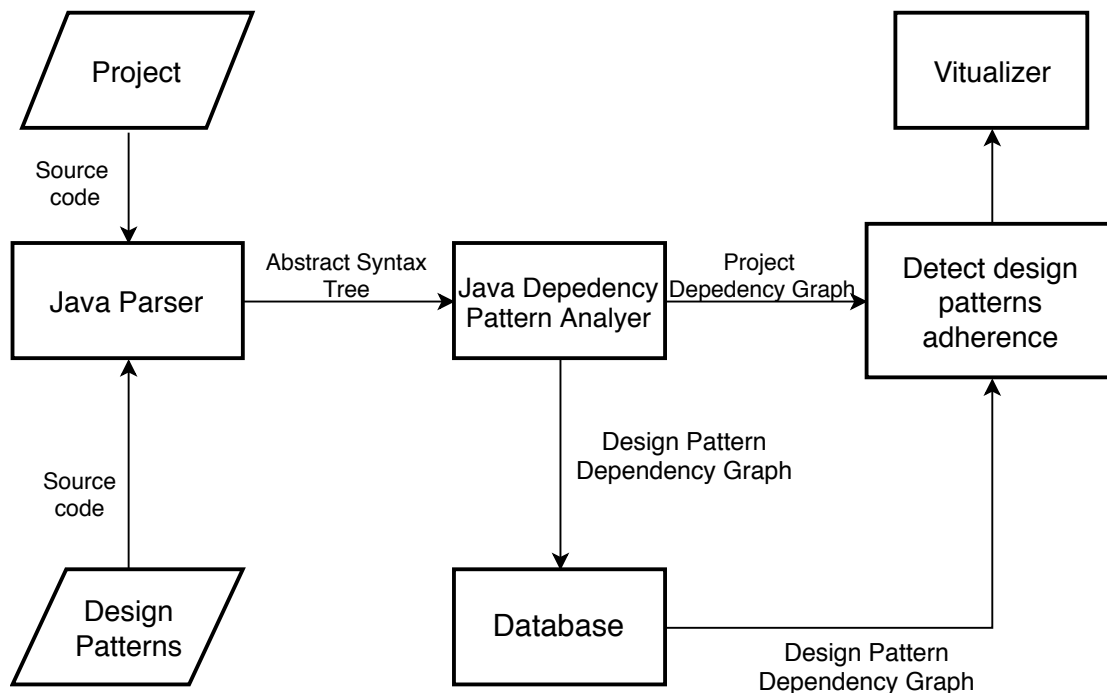 Project
Vitualizer
Source
code
Java Parser
Abstract Syntax
Tree
Java Depedency
Pattern Analyer
Project
Depedency Graph
Detect design
patterns
adherence
Design Pattern
Dependency Graph
Source
code
Design
Patterns
Database
Design Pattern
Dependency Graph